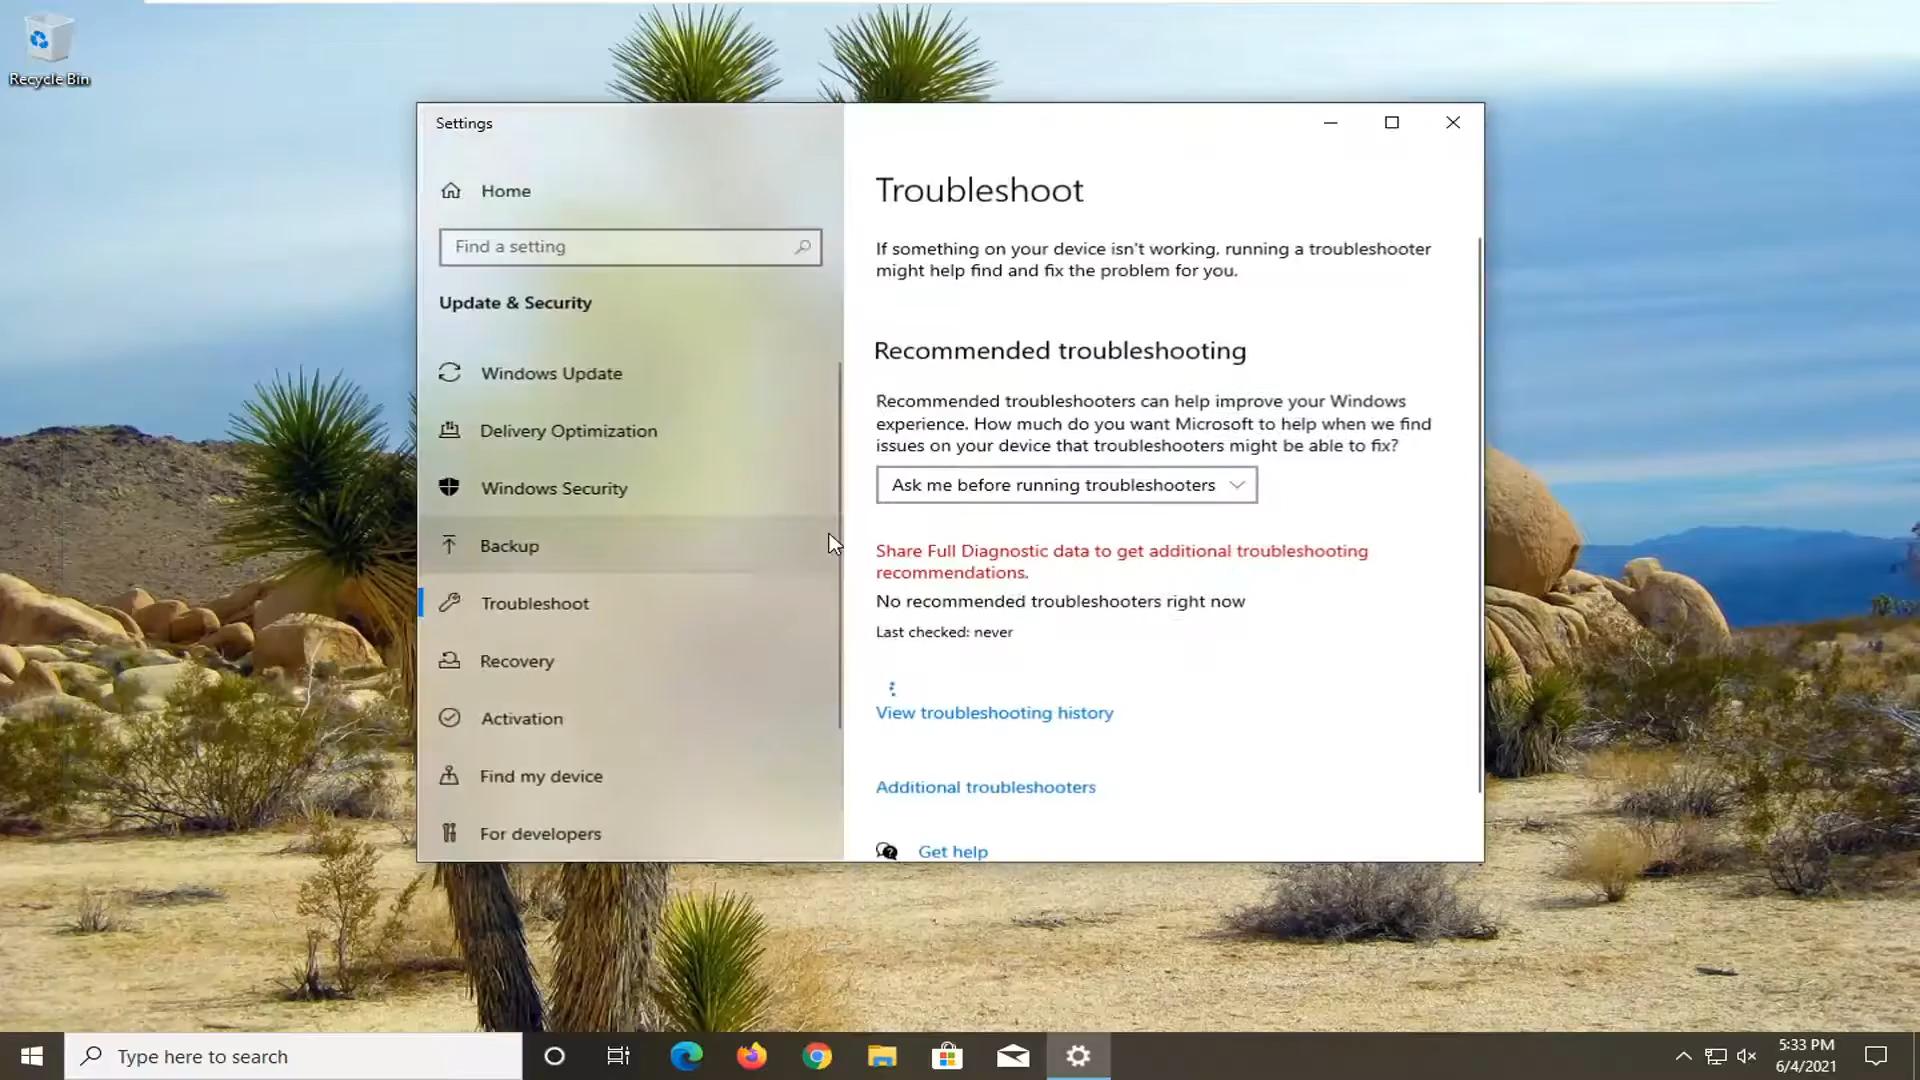 Recycle Bin
Settings
Home
Find a setting
Update & Security
Windows Update
Delivery Optimization
Windows Security
Backup
Troubleshoot
Recovery
Activation
Find my device
For developers
Troubleshoot
If something on your device isn't working, running a troubleshooter
might help find and fix the problem for you.
Recommended troubleshooting
Recommended troubleshooters can help improve your Windows
experience. How much do you want Microsoft to help when we find
issues on your device that troubleshooters might be able to fix?
Ask me before running troubleshooters
Share Full Diagnostic data to get additional troubleshooting
recommendations.
No recommended troubleshooters right now
Last checked: never
View troubleshooting history
Additional troubleshooters
Get help
Type here to search
5:33 PM
6/4/2021